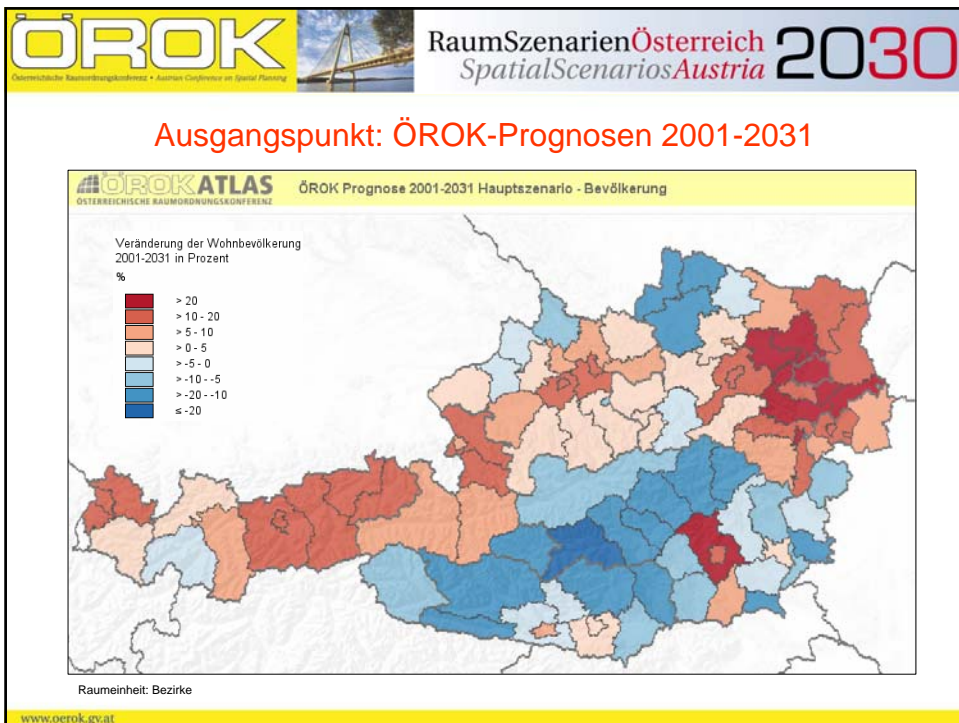 ÖROK
Österreichische Raumordnungskonferenz • Austrian Conference on Spatial Planning
RaumSzenarienÖsterreich
SpatialScenariosAustria
2030
Ausgangspunkt: ÖROK-Prognosen 2001-2031
ÖROK ATLAS
ÖSTERREICHISCHE RAUMORDNUNGSKONFERENZ
ÖROK Prognose 2001-2031 Hauptszenario - Bevölkerung
Veränderung der Wohnbevölkerung
2001-2031 in Prozent
%
> 20
> 10 - 20
> 5 - 10
> 0 - 5
> -5 - 0
> -10 - -5
> -20 - -10
≤ -20
Raumeinheit: Bezirke
www.oerok.gv.at